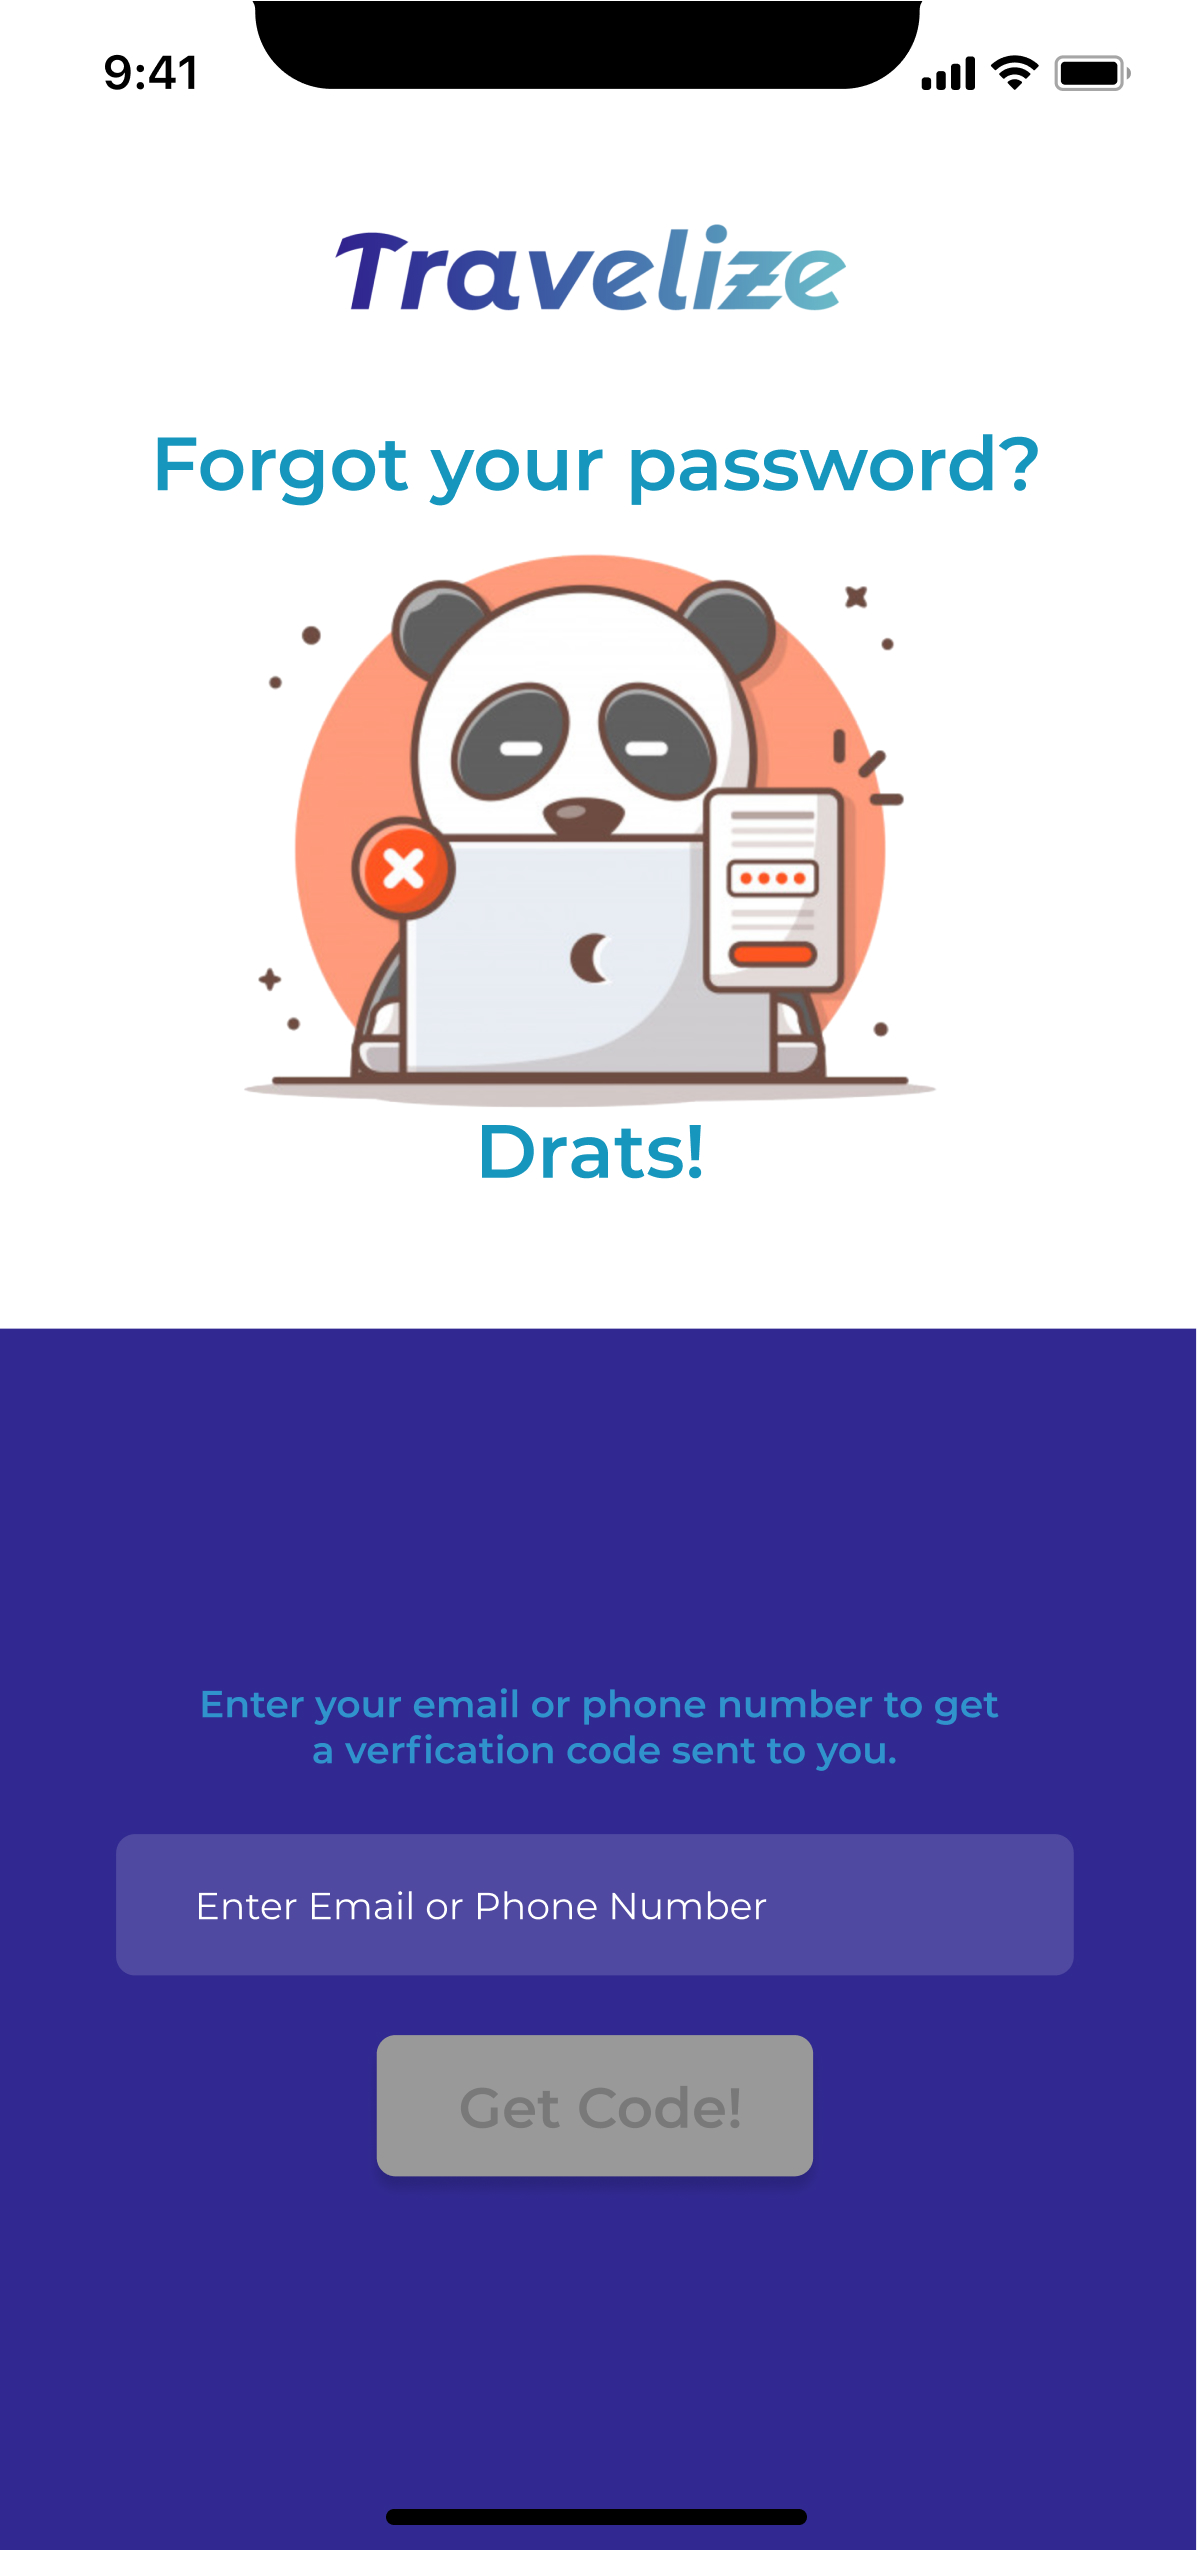 9:41
Travelize
Forgot your password?
Drats!
Enter your email or phone number to get
a verfication code sent to you.
Enter Email or Phone Number
Get Code!